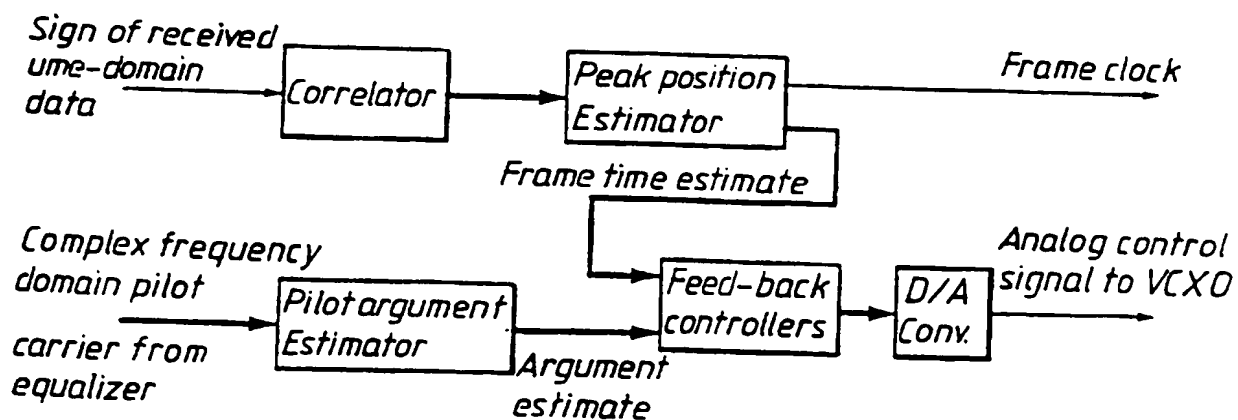 Sign of received
ume-domain
data
Correlator
Peak position
Estimator
Frame clock
Frame time estimate
Complex frequency
domain pilot
carrier from
equalizer
Pilot argument
Estimator
Argument
estimate
Feed-back
controllers
D/A
Conv.
Analog control
signal to VCXO